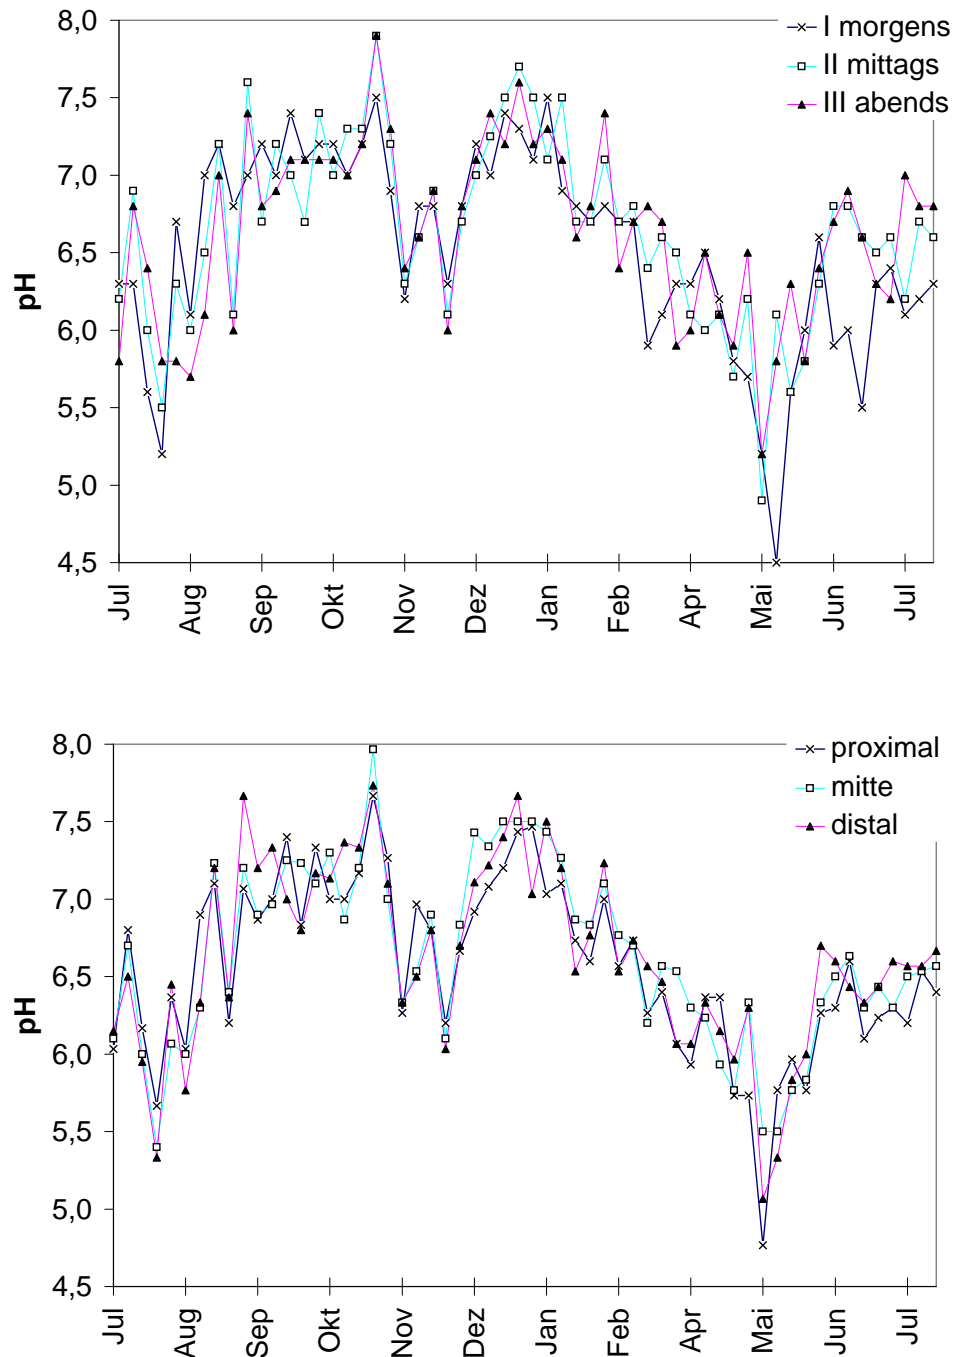 8,0
7,5
7,0
6,5
6,0
5,5
5,0
4,5
pH
I morgens
II mittags
III abends
Jul
Aug
Sep
Okt
Nov
Dez
Jan
Feb
Apr
Mai
Jun
Jul
8,0
7,5
7,0
6,5
6,0
5,5
5,0
4,5
pH
proximal
mitte
distal
Jul
Aug
Sep
Okt
Nov
Dez
Jan
Feb
Apr
Mai
Jun
Jul